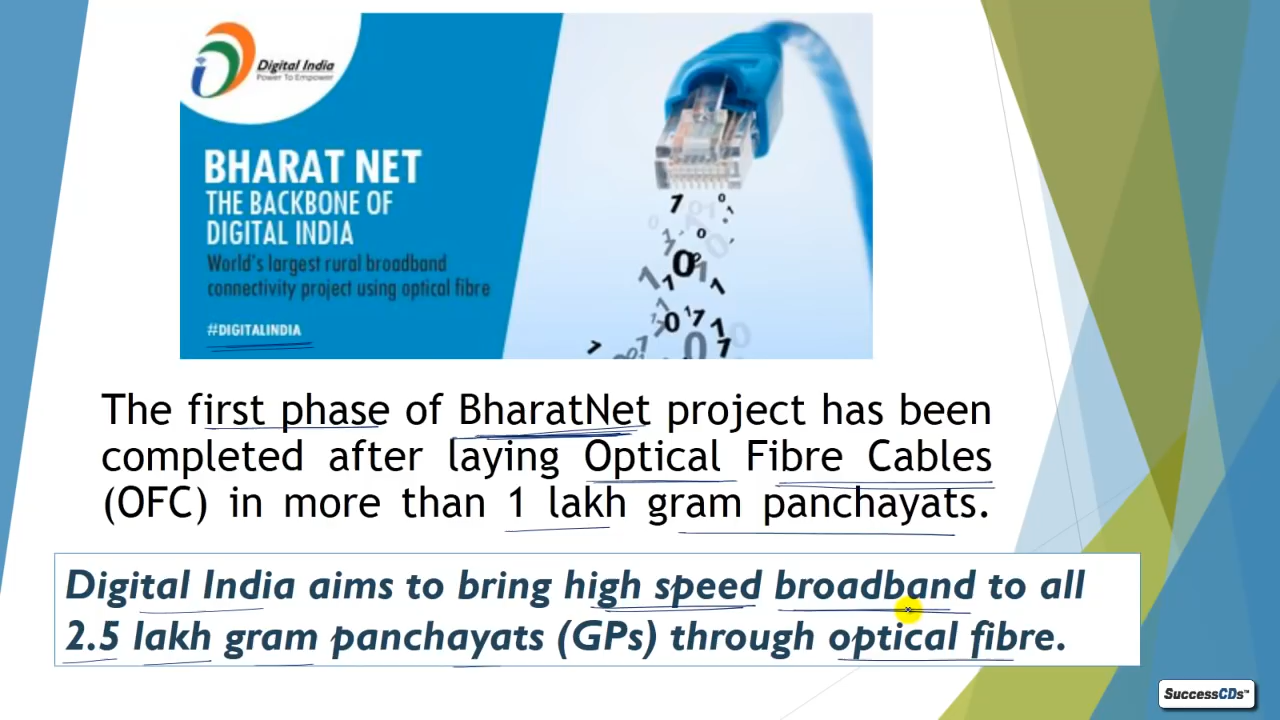 Digital India
Power To Empower
BHARAT NET
THE BACKBONE OF
DIGITAL INDIA
World's largest rural broadband
connectivity project using optical fibre
#DIGITALINDIA
The first phase of BharatNet project has been
completed after laying Optical Fibre Cables
(OFC) in more than 1 lakh gram panchayats.
Digital India aims to bring high speed broadband to all
2.5 lakh gram panchayats (GPs) through optical fibre.
SuccessCDs™